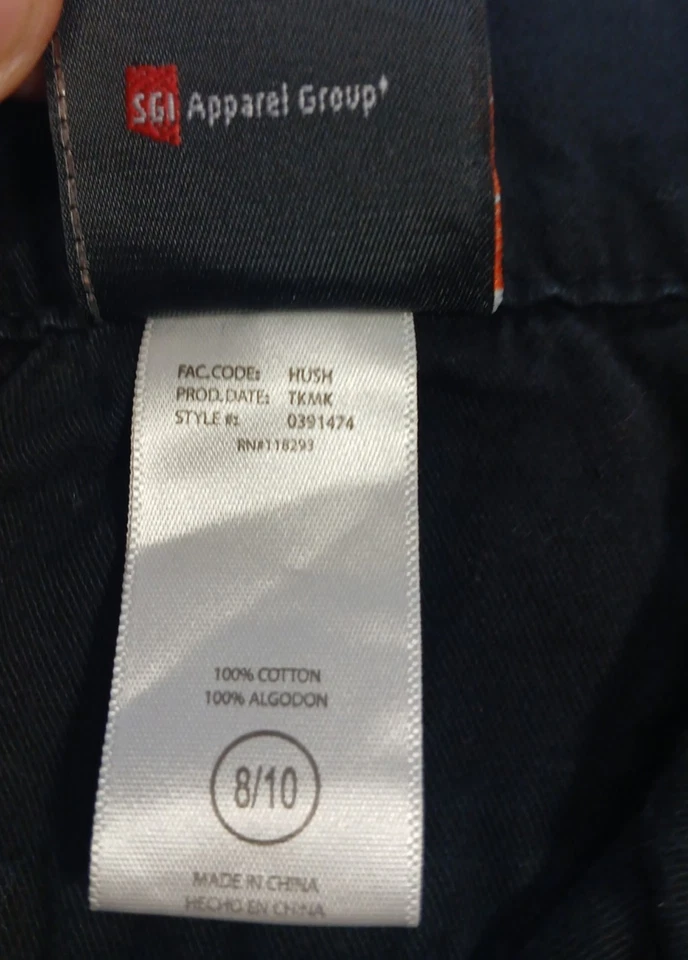 SGI Apparel Group
FAC.CODE: HUSH
PROD.DATE: TKMK
STYLE #: 0391474
RN#118293
100% COTTON
100% ALGODON
8/10
MADE IN CHINA
HECHO EN CHINA